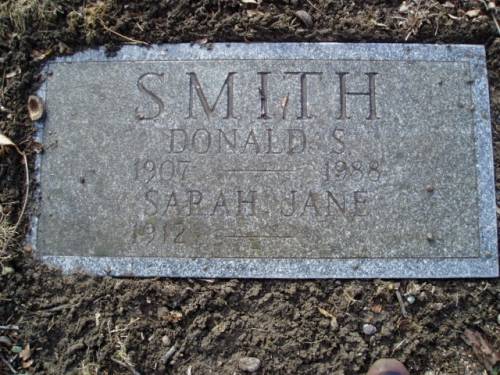 SMITH
DONALD S.
1907 — 1988
SARAH JANE
1912 —